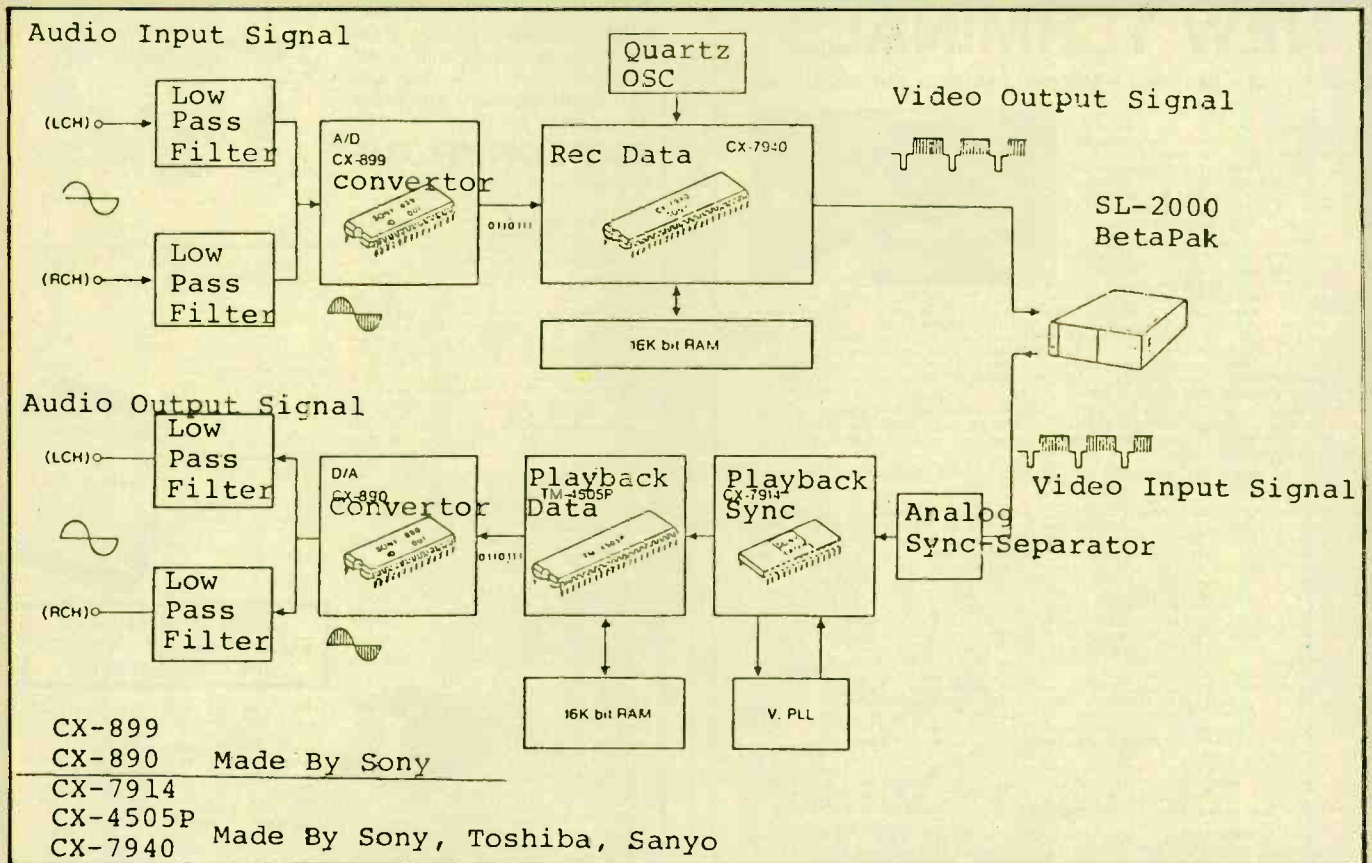 Audio Input Signal
Quartz
OSC
Video Output Signal
(LCH)
Low
Pass
Filter
A/D
CX-899
convertor
Rec Data
CX-7940
0110111
SL-2000
BetaPak
(RCH)
Low
Pass
Filter
16K bit RAM
Audio Output Signal
(LCH)
Low
Pass
Filter
D/A
CX-890
Convertor
0110111
Playback
TM-4505P
Data
Playback
CX-7914
Sync
Analog
Sync-Separator
Video Input Signal
(RCH)
Low
Pass
Filter
16K bit RAM
V. PLL
CX-899
CX-890 Made By Sony
CX-7914
CX-4505P
CX-7940 Made By Sony, Toshiba, Sanyo